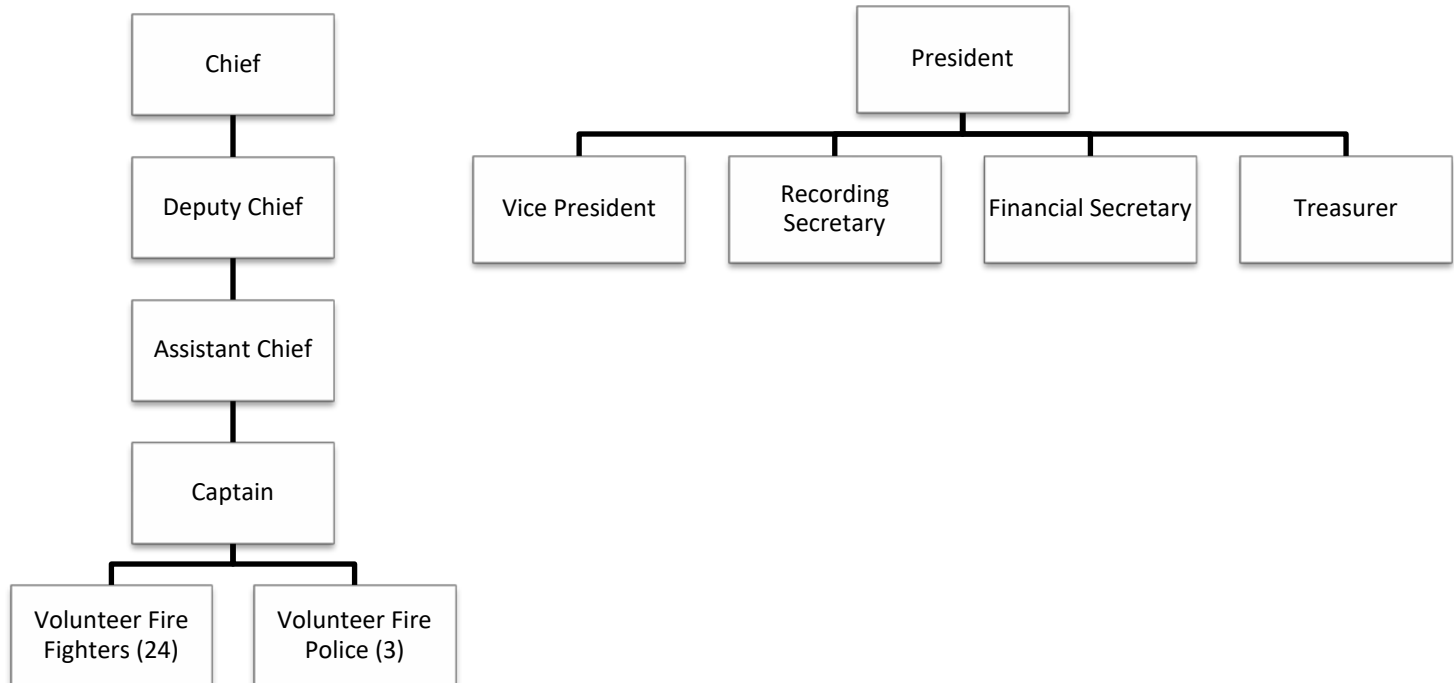 Chief
Deputy Chief
Assistant Chief
Captain
Volunteer Fire
Fighters (24)
Volunteer Fire
Police (3)
President
Vice President
Recording
Secretary
Financial Secretary
Treasurer